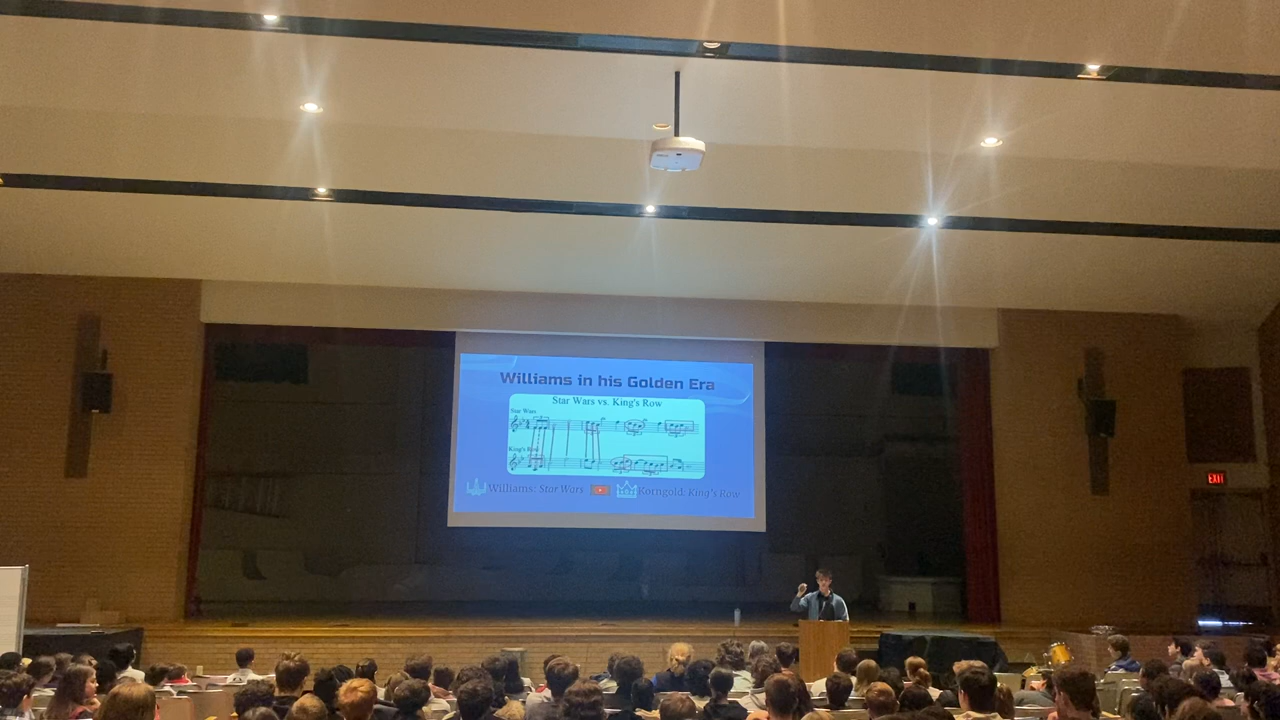 Williams in his Golden Era
Star Wars vs. King's Row
Star Wars
King's Row
Williams: Star Wars
Korngold: King's Row
EXIT